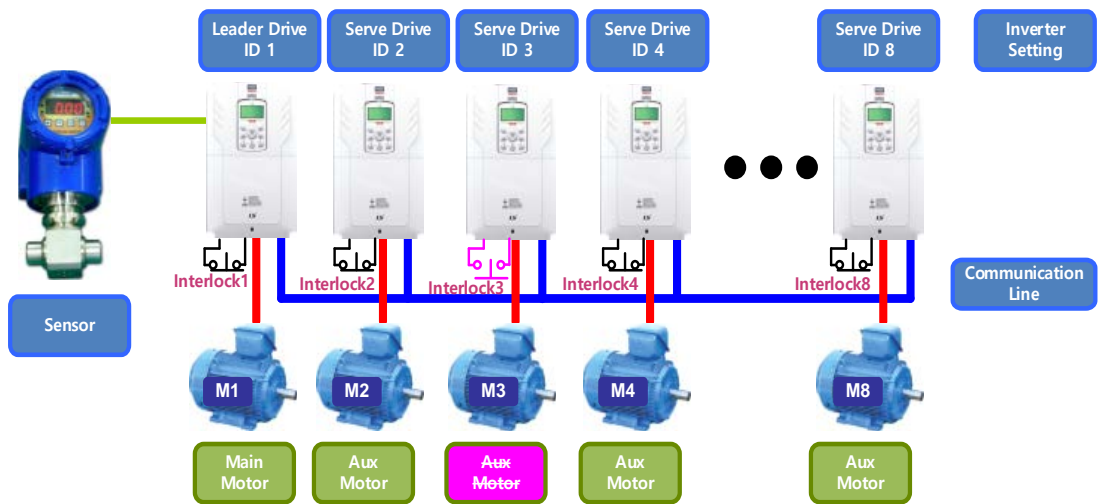 Leader Drive
ID 1
Serve Drive
ID 2
Serve Drive
ID 3
Serve Drive
ID 4
Serve Drive
ID 8
Inverter
Setting
Interlock1
Interlock2
Interlock3
Interlock4
Interlock8
Communication
Line
Sensor
M1
M2
M3
M4
M8
Main
Motor
Aux
Motor
Aux
Motor
Aux
Motor
Aux
Motor